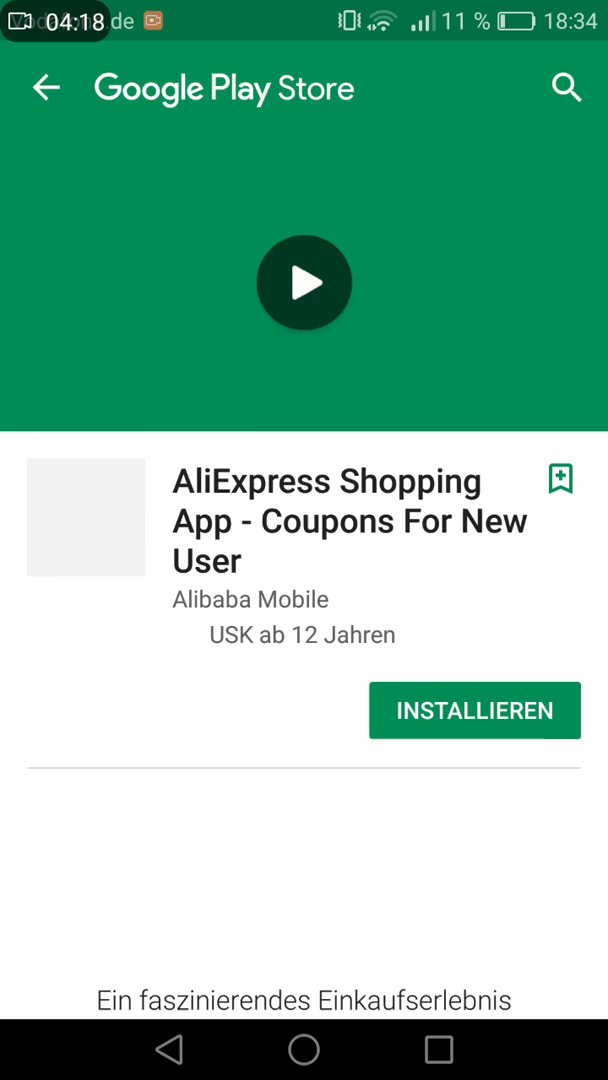 04:18 .de 11 % 18:34
Google Play Store
AliExpress Shopping
App - Coupons For New
User
Alibaba Mobile
USK ab 12 Jahren
INSTALLIEREN
Ein faszinierendes Einkaufserlebnis